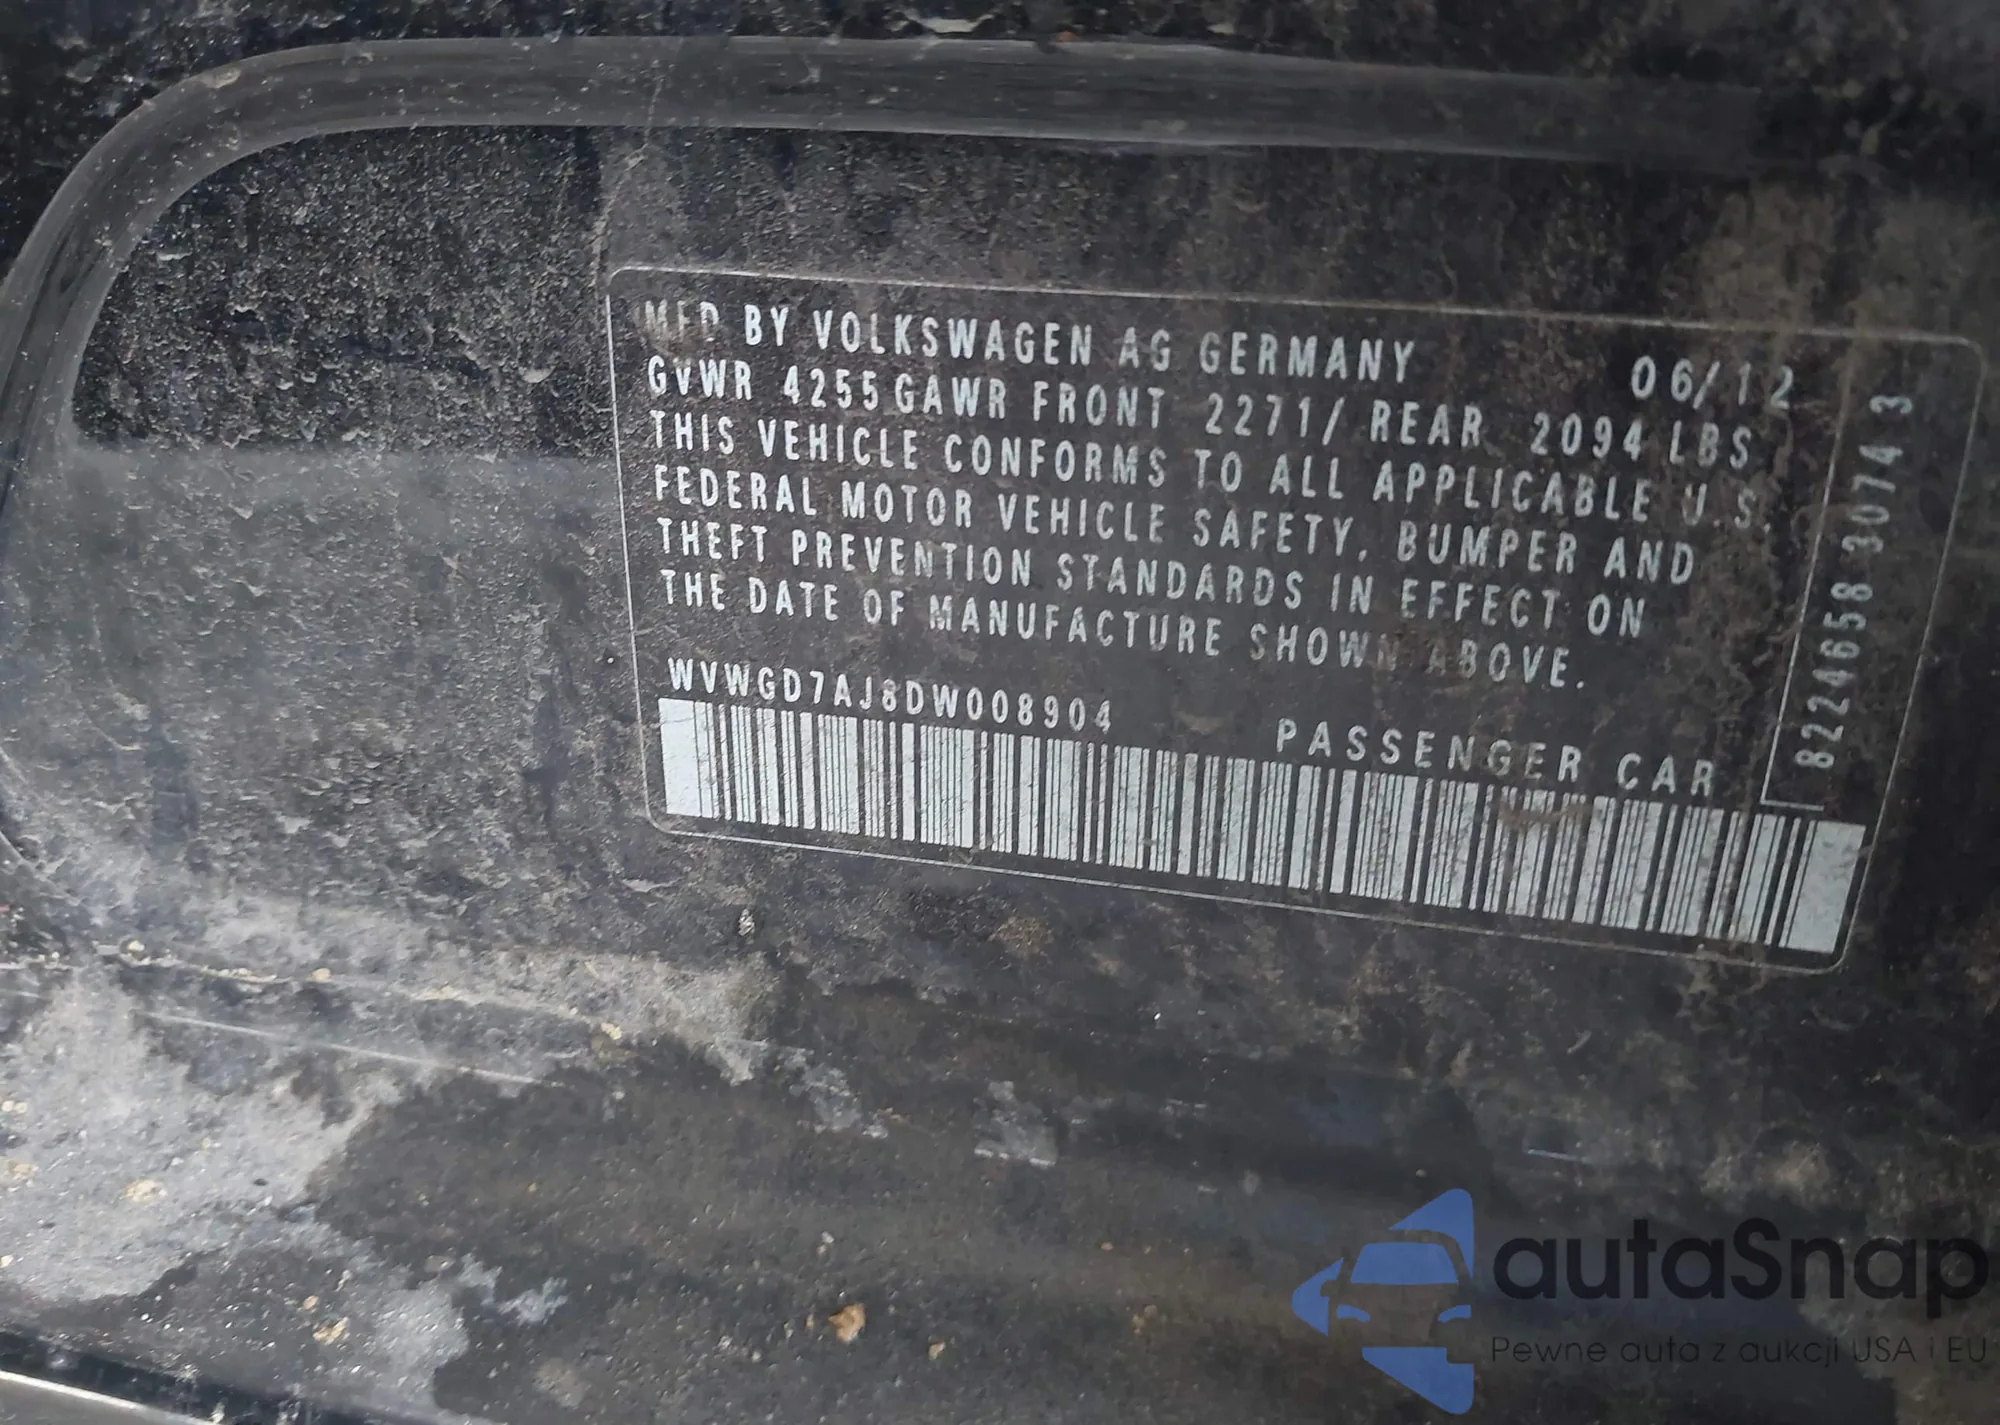 MFD BY VOLKSWAGEN AG GERMANY 06/12
GVWR 4255 GAWR FRONT 2271/ REAR 2094 LBS
THIS VEHICLE CONFORMS TO ALL APPLICABLE U.S.
FEDERAL MOTOR VEHICLE SAFETY, BUMPER AND
THEFT PREVENTION STANDARDS IN EFFECT ON
THE DATE OF MANUFACTURE SHOWN ABOVE.
WVWGD7AJ8DW008904
PASSENGER CAR
82246583074 3
autaSnap
Pewne auta z aukcji USA i EU